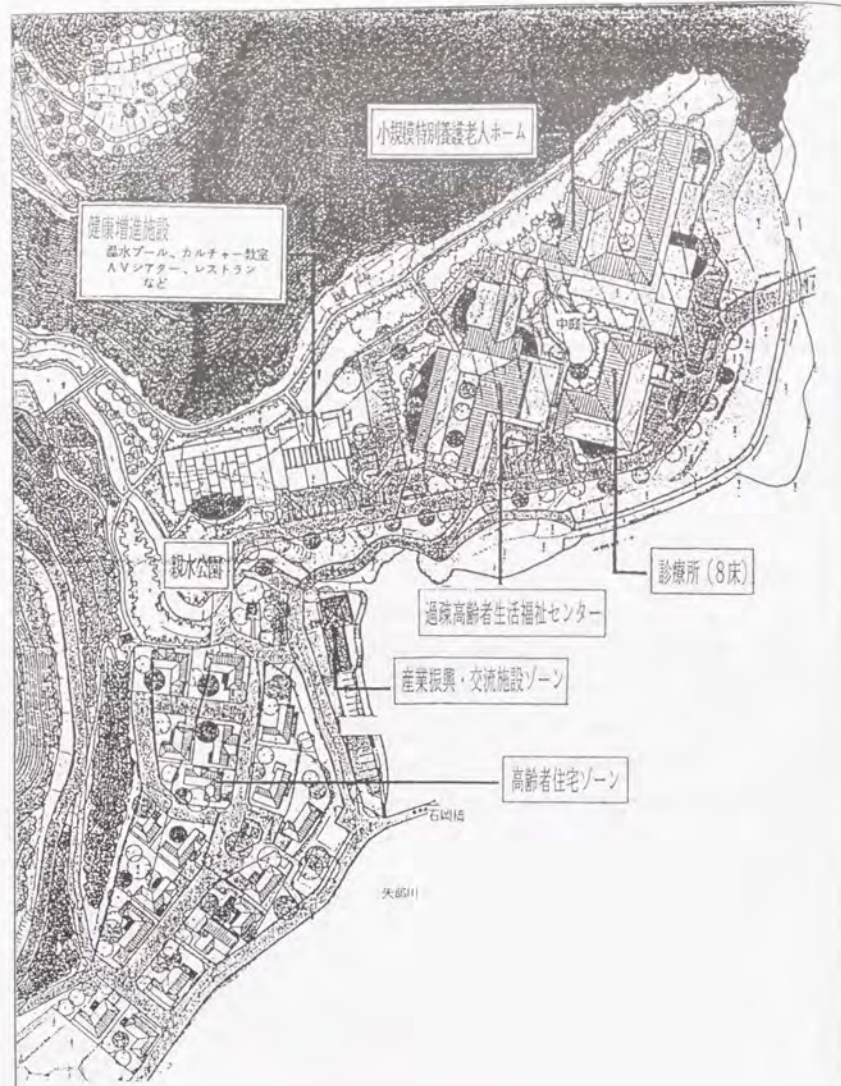 小規模特別養護老人ホーム
健康増進施設
温水プール、カルチャー教室
AVシアター、レストラン
など
中庭
親水公園
診療所（8床）
過疎高齢者生活福祉センター
産業振興・交流施設ゾーン
高齢者住宅ゾーン
石岡橋
矢部川